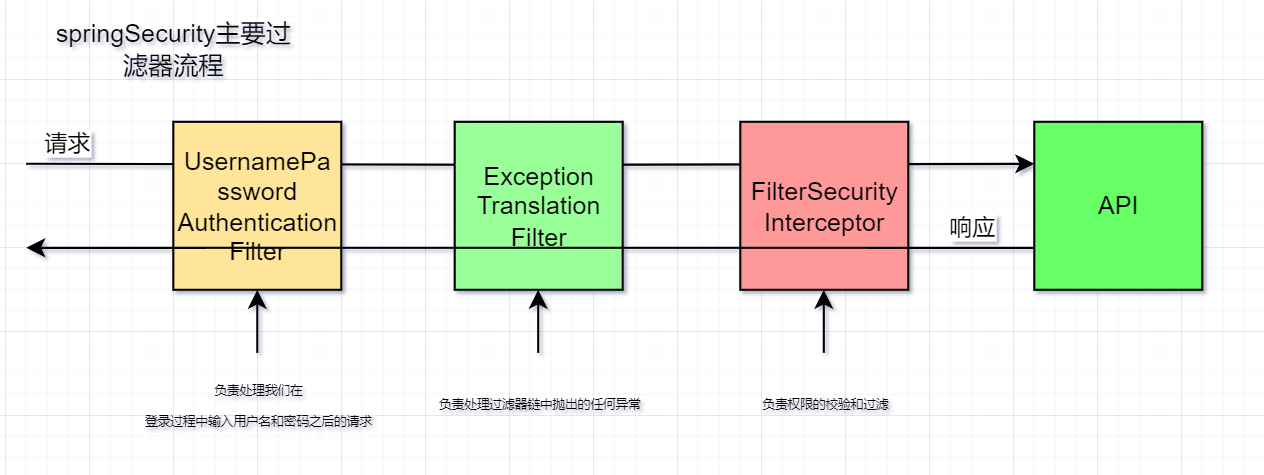 springSecurity主要过
滤器流程
请求
UsernamePa
ssword
Authentication
Filter
Exception
Translation
Filter
FilterSecurity
Interceptor
API
响应
负责处理我们在
登录过程中输入用户名和密码之后的请求
负责处理过滤器链中抛出的任何异常
负责权限的校验和过滤